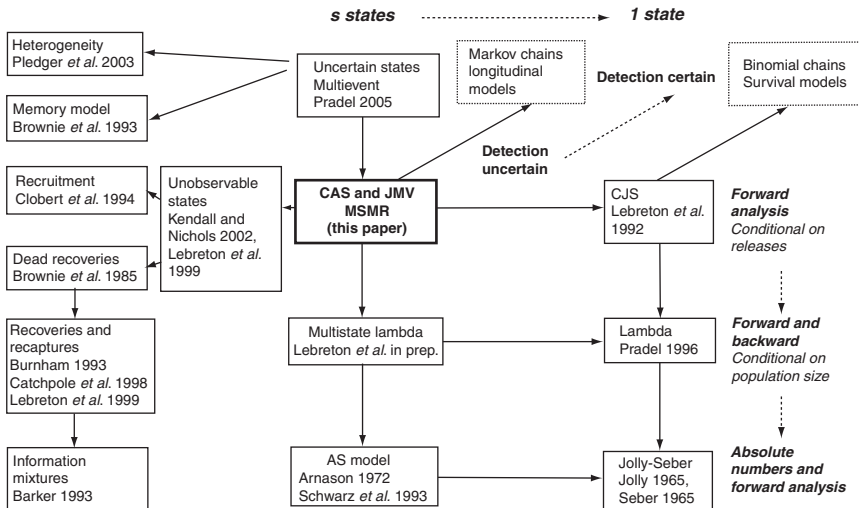 s states
1 state
Heterogeneity
Pledger et al. 2003
Uncertain states
Multievent
Pradel 2005
Markov chains
longitudinal
models
Detection certain
Binomial chains
Survival models
Memory model
Brownie et al. 1993
Detection
uncertain
Recruitment
Clobert et al. 1994
Unobservable
states
Kendall and
Nichols 2002,
Lebreton et al.
1999
CAS and JMV
MSMR
(this paper)
CJS
Lebreton et al.
1992
Forward
analysis
Conditional on
releases
Dead recoveries
Brownie et al. 1985
Recoveries and
recaptures
Burnham 1993
Catchpole et al. 1998
Lebreton et al. 1999
Multistate lambda
Lebreton et al. in prep.
Lambda
Pradel 1996
Forward and
backward
Conditional on
population size
Information
mixtures
Barker 1993
AS model
Arnason 1972
Schwarz et al. 1993
Jolly-Seber
Jolly 1965,
Seber 1965
Absolute
numbers and
forward analysis